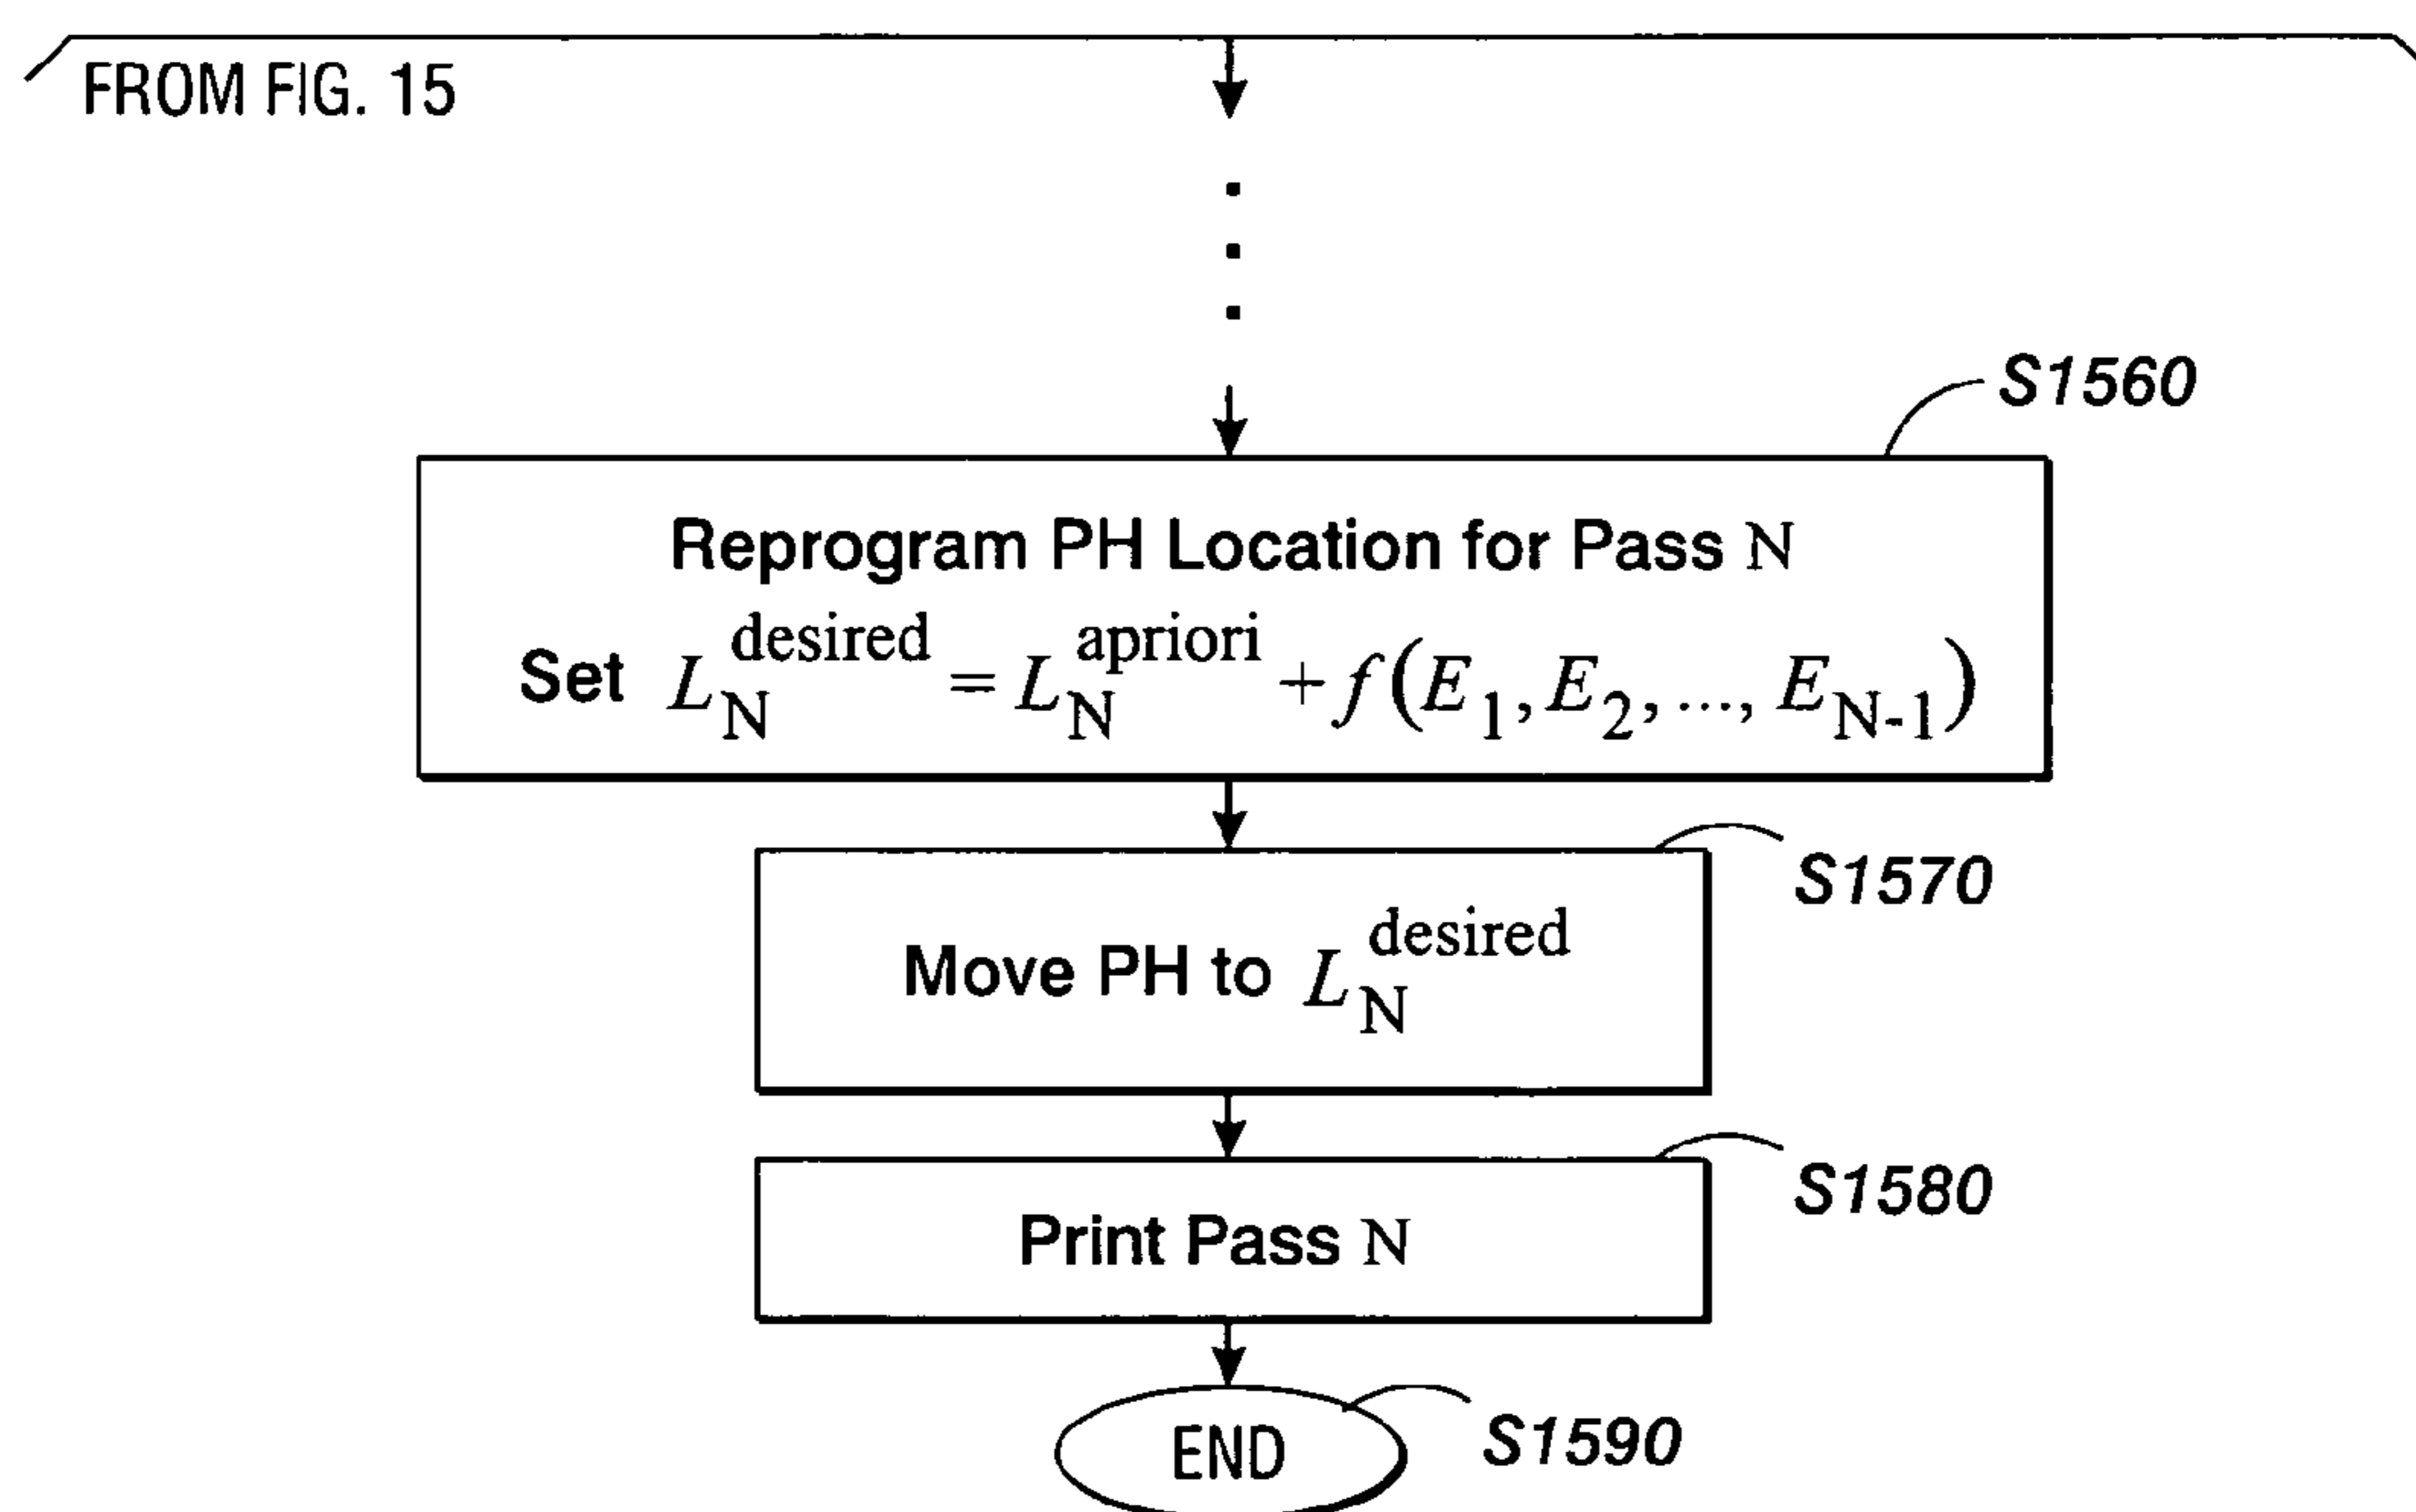 FROM FIG. 15
S1560
Reprogram PH Location for Pass N
Set L_N^desired = L_N^apriori + f(E_1, E_2, ..., E_N-1)
S1570
Move PH to L_N^desired
S1580
Print Pass N
END
S1590